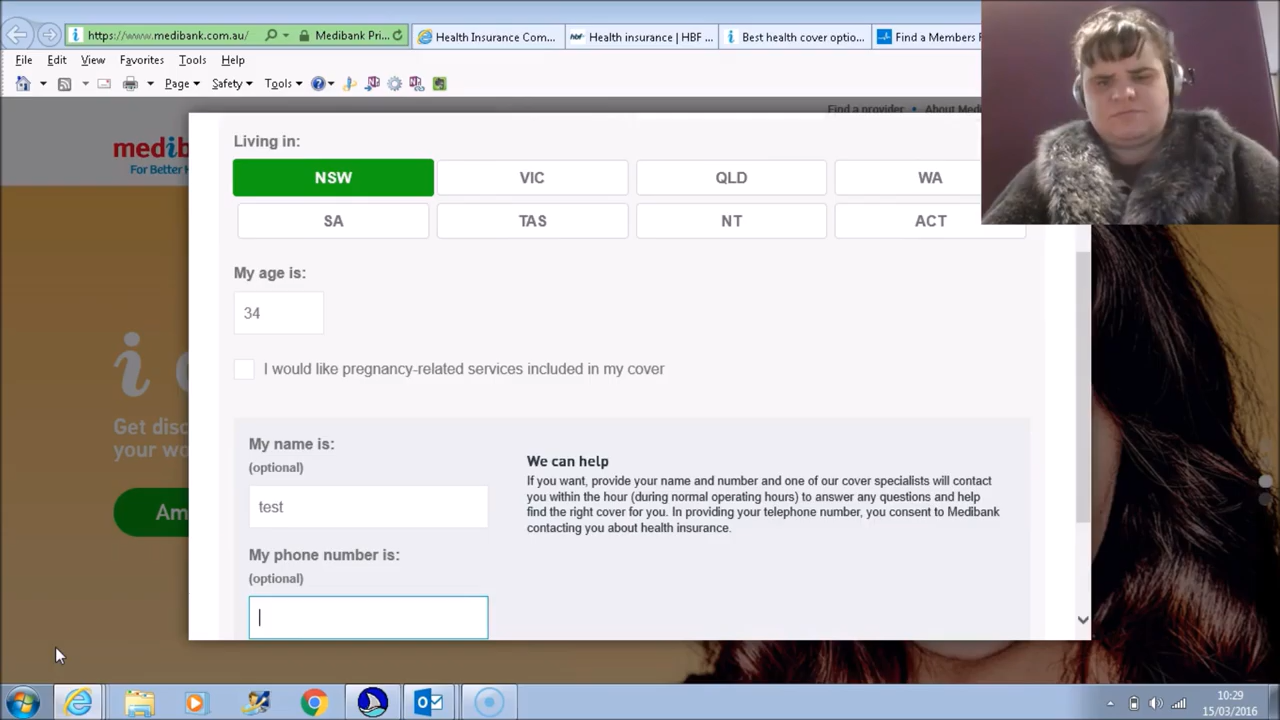 https://www.medibank.com.au/
Medibank Pri...
Health Insurance Com...
Health insurance | HBF ...
Best health cover optio...
Find a Members
File Edit View Favorites Tools Help
Page Safety Tools
Find a provider • About Medi
medib
For Better H
Living in:
NSW VIC QLD WA
SA TAS NT ACT
My age is:
34
I would like pregnancy-related services included in my cover
i
Get disc
your wo
Am
My name is:
(optional)
test
We can help
If you want, provide your name and number and one of our cover specialists will contact
you within the hour (during normal operating hours) to answer any questions and help
find the right cover for you. In providing your telephone number, you consent to Medibank
contacting you about health insurance.
My phone number is:
(optional)
10:29
15/03/2016